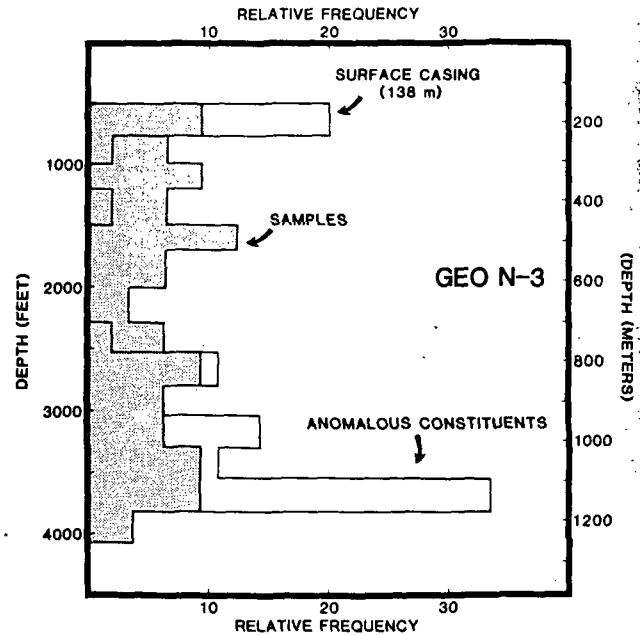 RELATIVE FREQUENCY
10 20 30
SURFACE CASING
(138 m)
200
1000
400
SAMPLES
DEPTH (FEET)
2000
GEO N-3
600
(DEPTH (METERS)
800
3000
ANOMALOUS CONSTITUENTS
1000
4000
1200
10 20 30
RELATIVE FREQUENCY